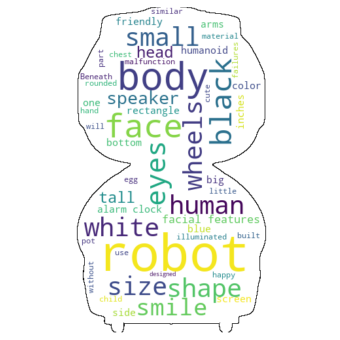 similar
friendly
arms
small
material
humanoid
part
head
chest
malfunction
failures
Beneath
body
cute
rounded
speaker
black
color
one
rectangle
inches
hand
will
face
wheels
bottom
eyes
egg
big
little
tall
human
alarm clock
facial features
white
blue
illuminated
built
pot
robot
without
use
designed
happy
size
shape
child
screen
smile
side